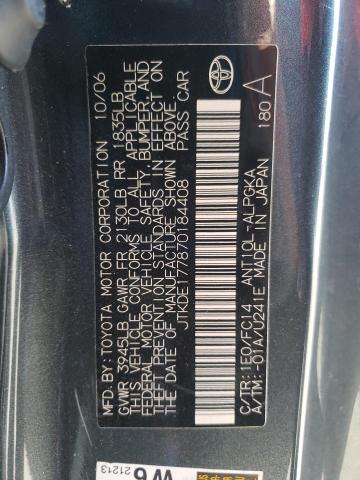 MFD. BY: TOYOTA MOTOR CORPORATION 10/06
GVWR 3945LB GAWR FR 2130LB RR 1835LB
THIS VEHICLE CONFORMS TO ALL APPLICABLE
FEDERAL MOTOR VEHICLE SAFETY, BUMPER, AND
THEFT PREVENTION STANDARDS IN EFFECT ON
THE DATE OF MANUFACTURE SHOWN ABOVE.
JTKDE177870184408 PASS CAR
C/TR: 1E0/FC14 ANT10L-ALPGKA 180 A
A/TM: -01A/U241E MADE IN JAPAN
W6
21213